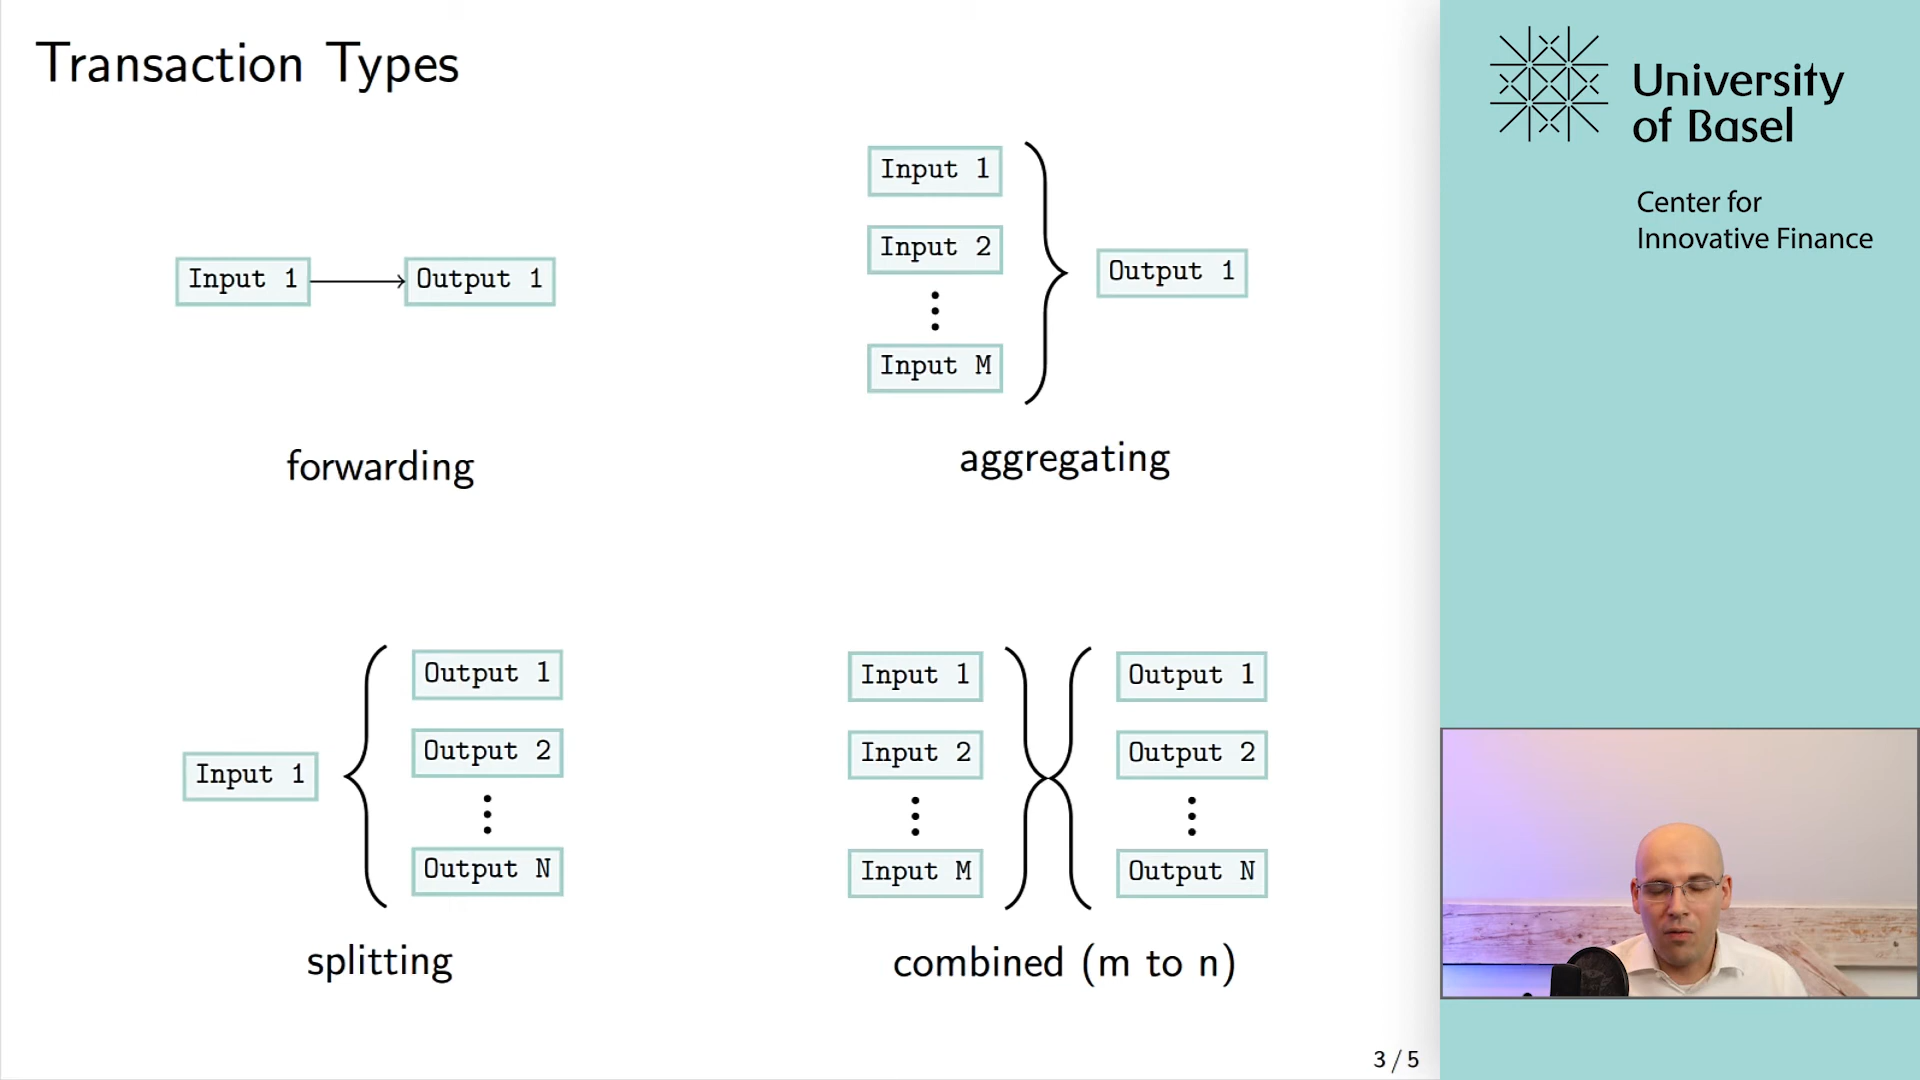 Transaction Types
Input 1
Output 1
forwarding
Input 1
Input 2
Input M
Output 1
aggregating
Input 1
Output 1
Output 2
Output N
splitting
Input 1
Input 2
Input M
Output 1
Output 2
Output N
combined (m to n)
3 / 5
University
of Basel
Center for
Innovative Finance